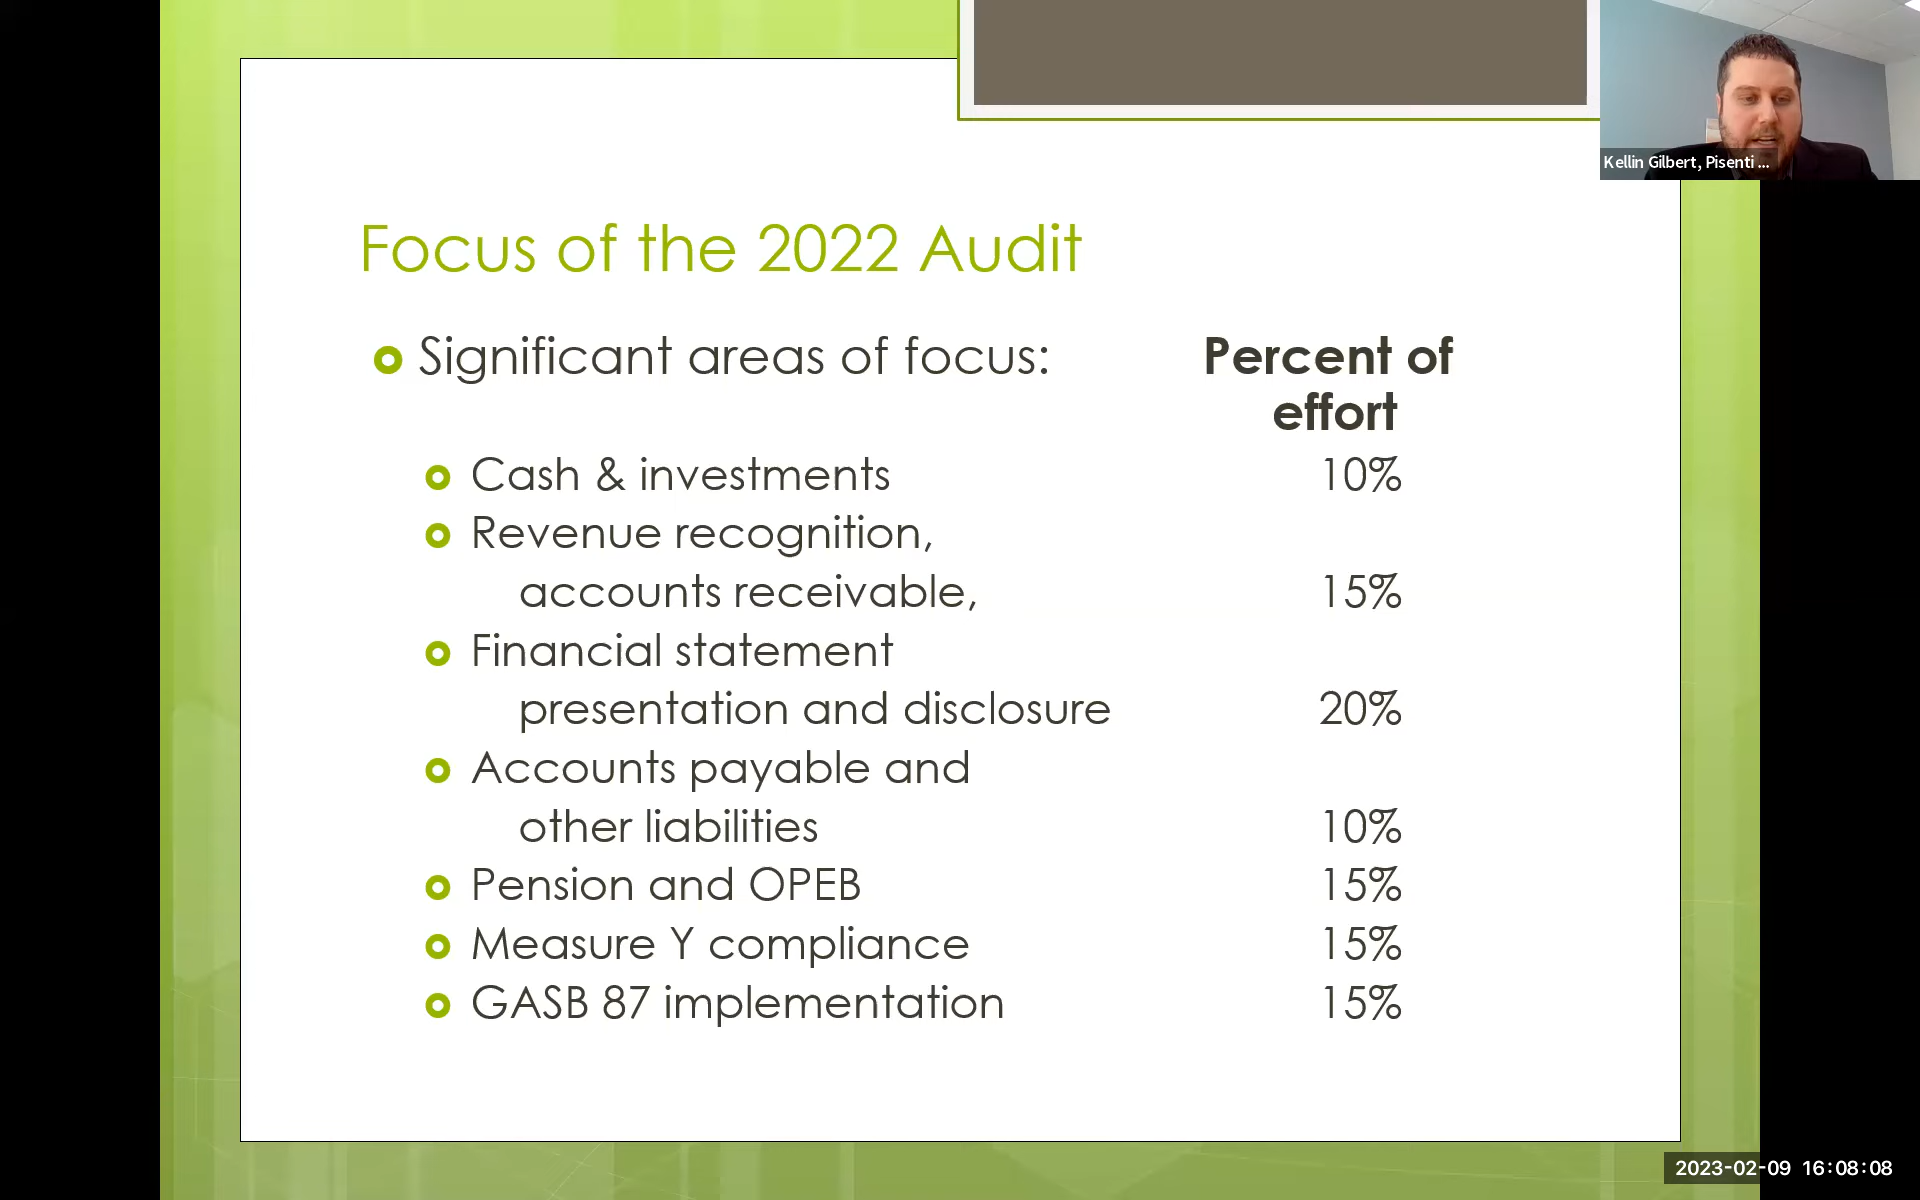 Kellin Gilbert, Pisenti ...
Focus of the 2022 Audit
Significant areas of focus: Percent of
effort
Cash & investments 10%
Revenue recognition,
accounts receivable, 15%
Financial statement
presentation and disclosure 20%
Accounts payable and
other liabilities 10%
Pension and OPEB 15%
Measure Y compliance 15%
GASB 87 implementation 15%
2023-02-09 16:08:08